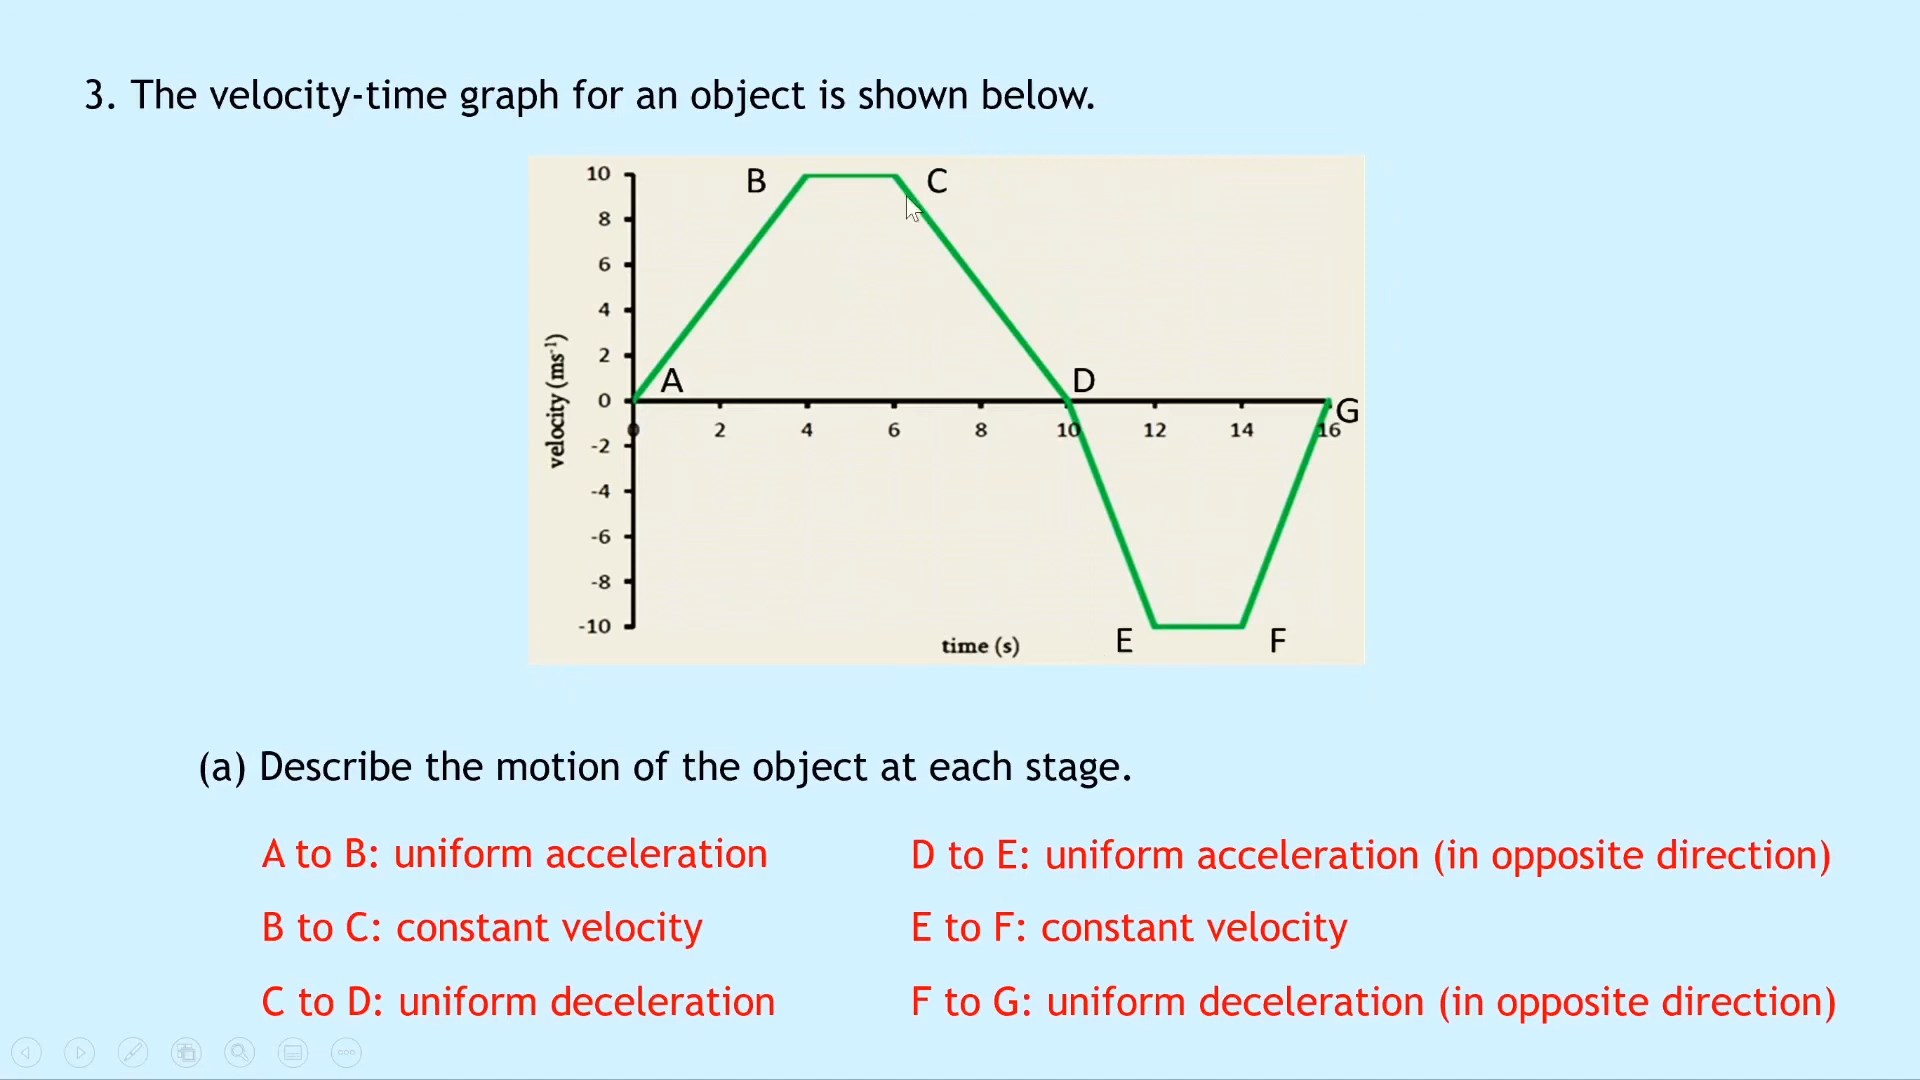 3. The velocity-time graph for an object is shown below.
10
8
6
4
2
0
-2
-4
-6
-8
-10
velocity (ms⁻¹)
B
C
A
D
G
E
F
0 2 4 6 8 10 12 14 16
time (s)
(a) Describe the motion of the object at each stage.
A to B: uniform acceleration
B to C: constant velocity
C to D: uniform deceleration
D to E: uniform acceleration (in opposite direction)
E to F: constant velocity
F to G: uniform deceleration (in opposite direction)